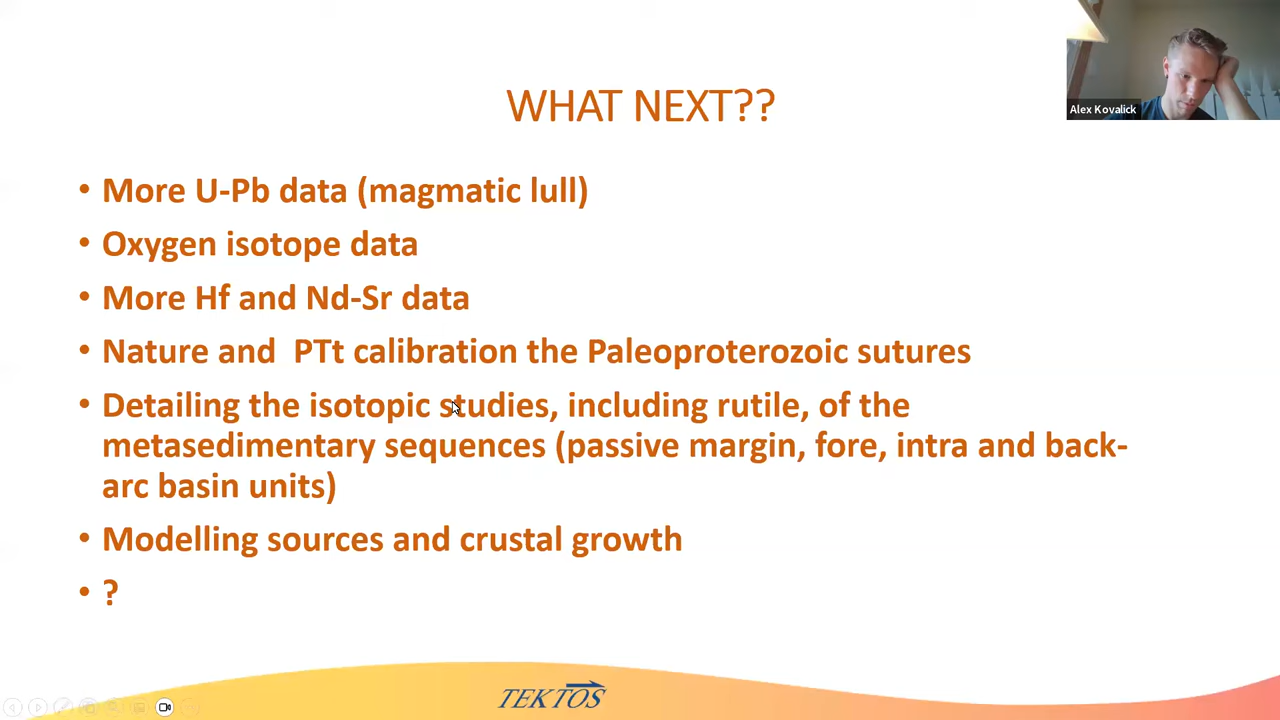 Alex Kovalick
WHAT NEXT??
• More U-Pb data (magmatic lull)
• Oxygen isotope data
• More Hf and Nd-Sr data
• Nature and  PTt calibration the Paleoproterozoic sutures
• Detailing the isotopic studies, including rutile, of the
metasedimentary sequences (passive margin, fore, intra and back-
arc basin units)
• Modelling sources and crustal growth
• ?
TEKTOS